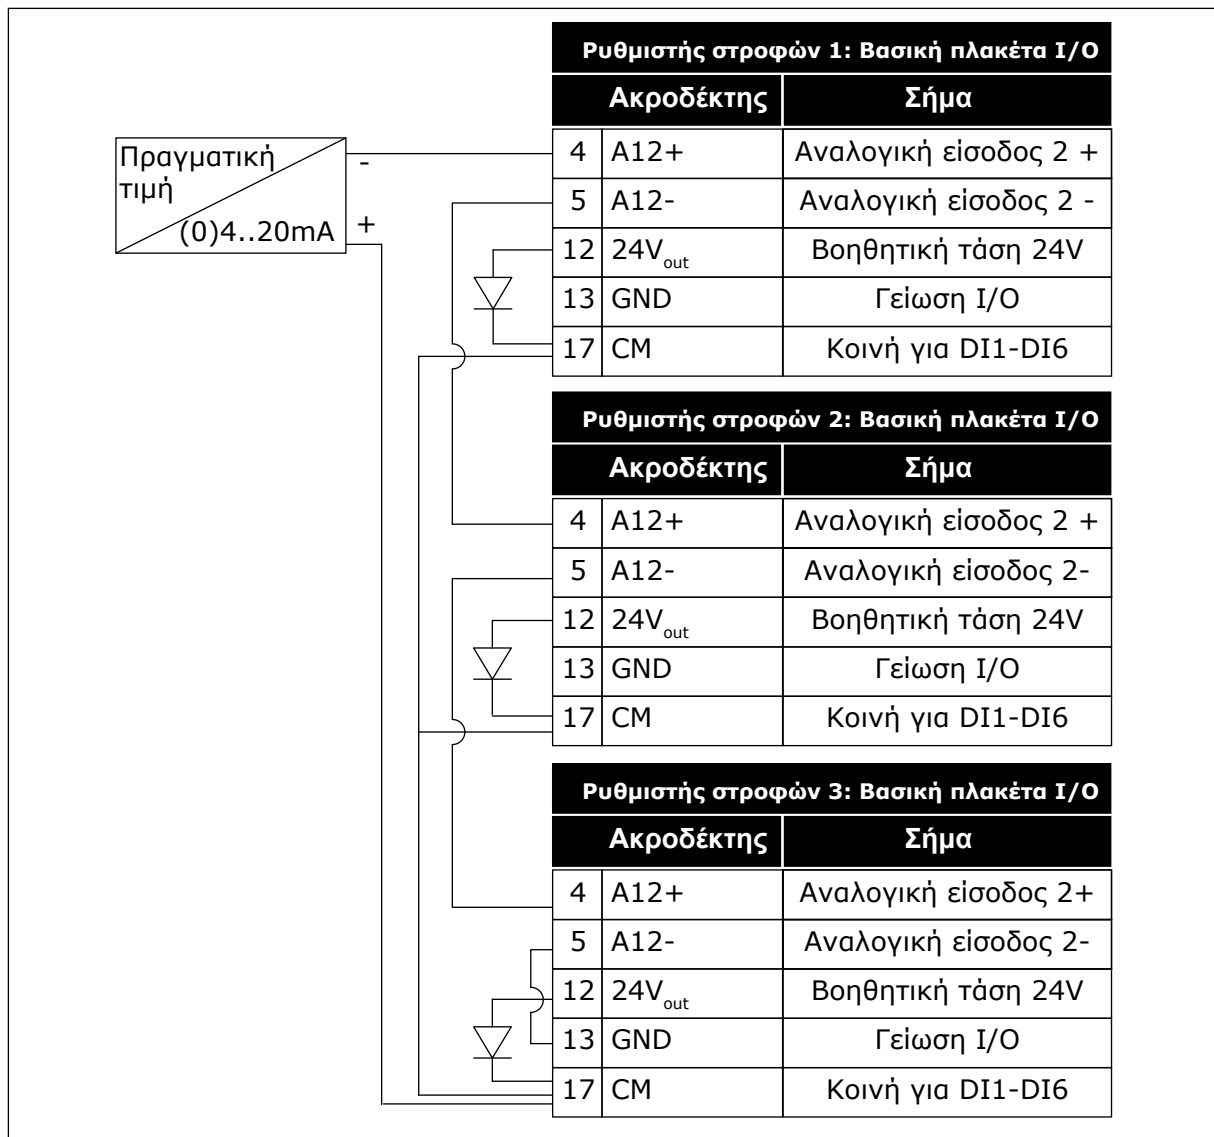 Ρυθμιστής στροφών 1: Βασική πλακέτα I/O
Ακροδέκτης Σήμα
Πραγματική τιμή
(0)4..20mA
-
+
4 A12+ Αναλογική είσοδος 2 +
5 A12- Αναλογική είσοδος 2 -
12 24Vout Βοηθητική τάση 24V
13 GND Γείωση I/O
17 CM Κοινή για DI1-DI6
Ρυθμιστής στροφών 2: Βασική πλακέτα I/O
Ακροδέκτης Σήμα
4 A12+ Αναλογική είσοδος 2 +
5 A12- Αναλογική είσοδος 2-
12 24Vout Βοηθητική τάση 24V
13 GND Γείωση I/O
17 CM Κοινή για DI1-DI6
Ρυθμιστής στροφών 3: Βασική πλακέτα I/O
Ακροδέκτης Σήμα
4 A12+ Αναλογική είσοδος 2+
5 A12- Αναλογική είσοδος 2-
12 24Vout Βοηθητική τάση 24V
13 GND Γείωση I/O
17 CM Κοινή για DI1-DI6